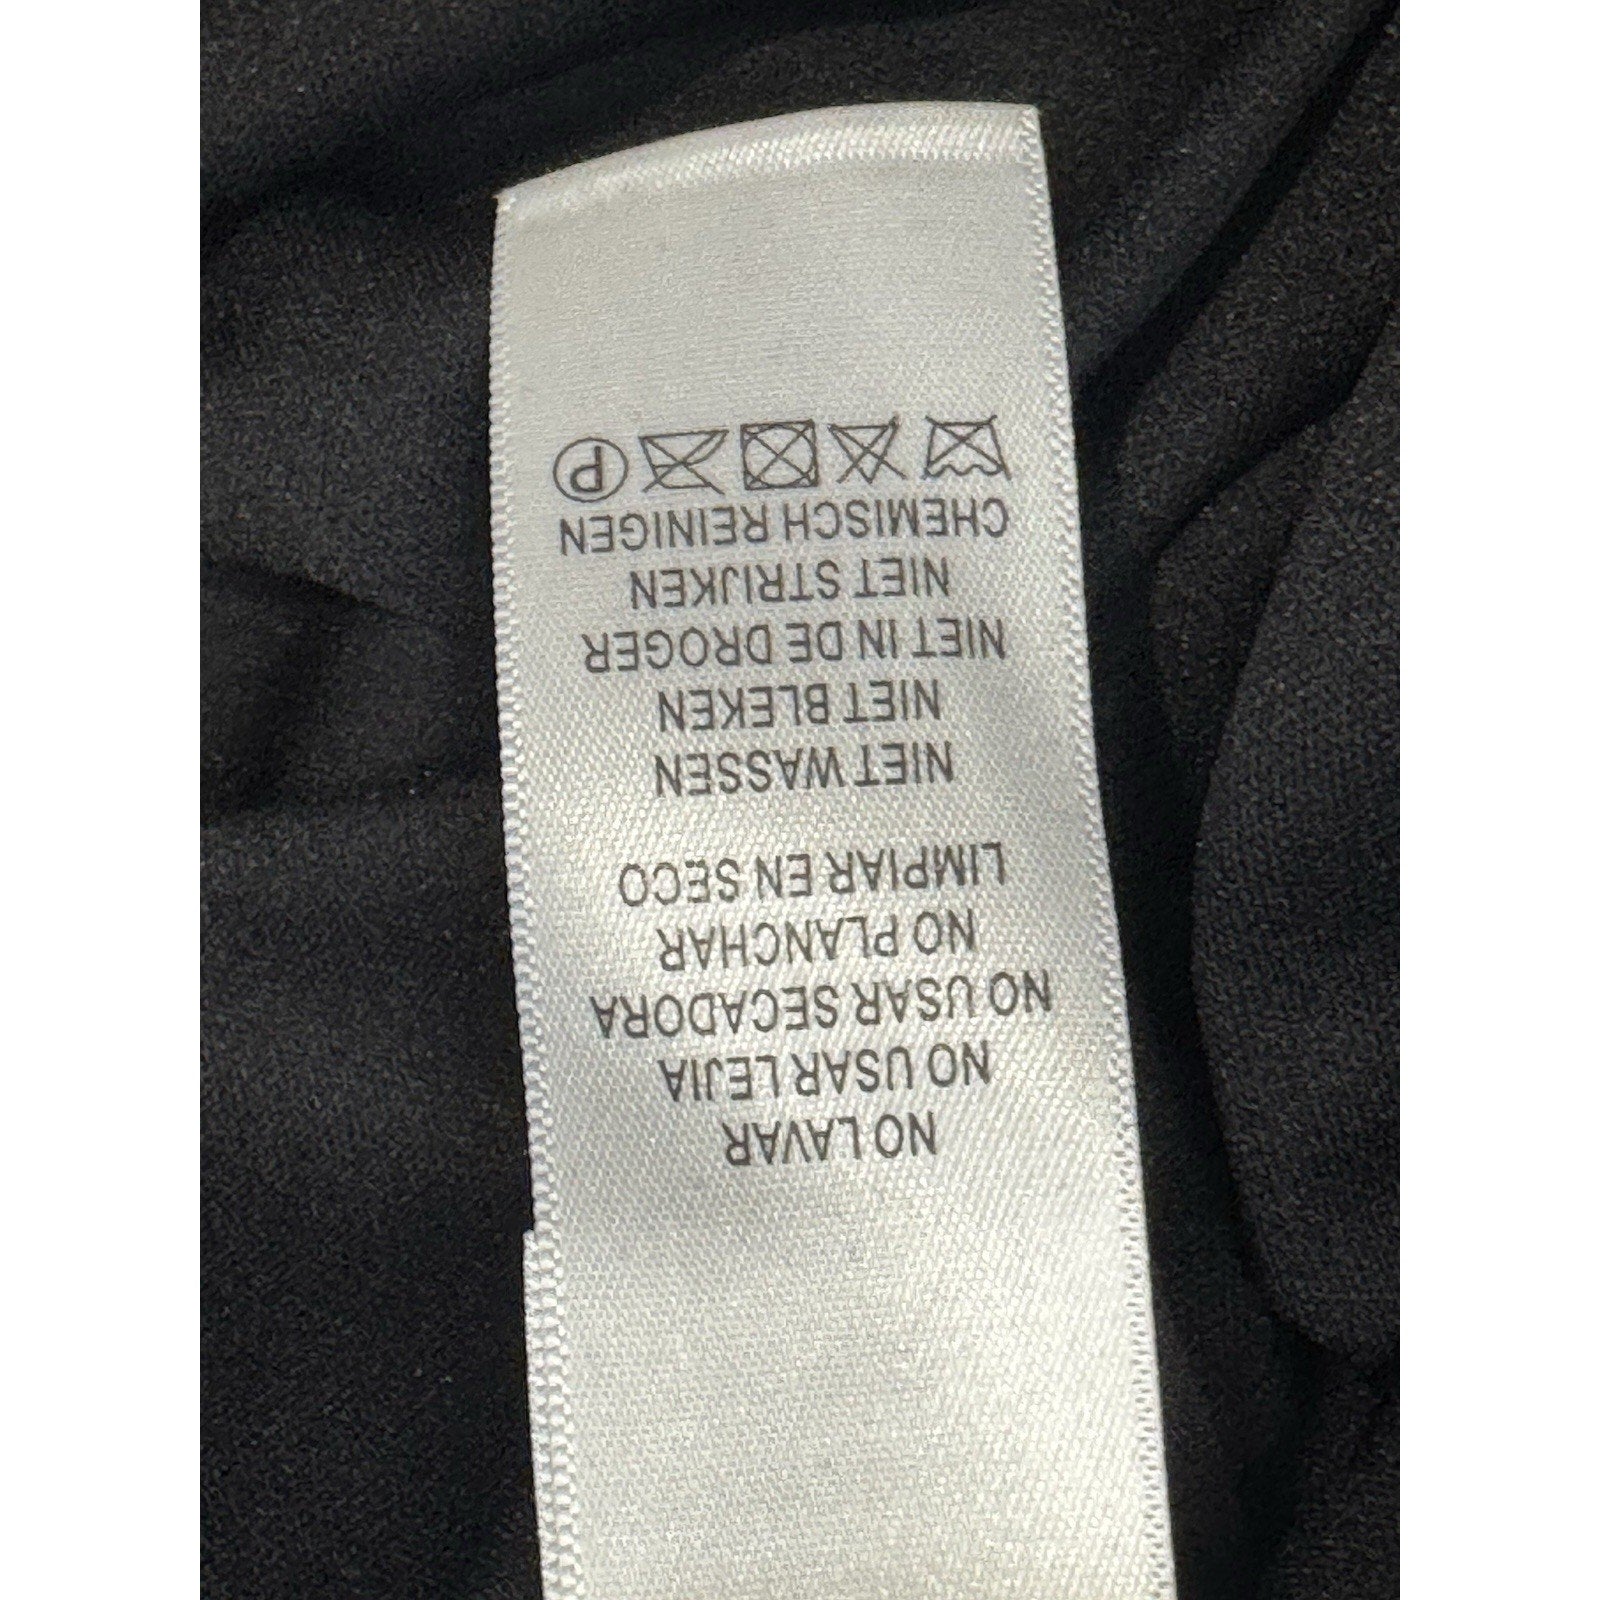 NO LAVAR
NO USAR LEJIA
NO USAR SECADORA
NO PLANCHAR
LIMPIAR EN SECO
NIET WASSEN
NIET BLEKEN
NIET IN DE DROGER
NIET STRIJKEN
CHEMISCH REINIGEN
P